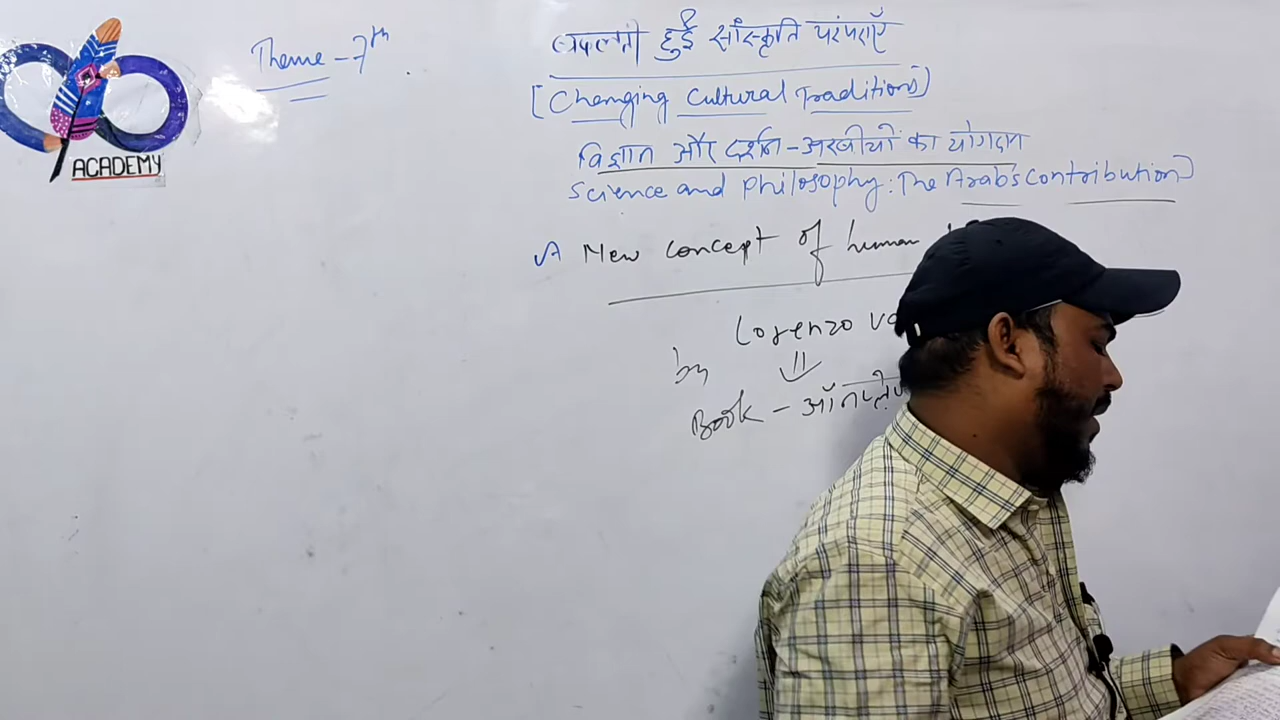 ACADEMY
Theme - 7th
बदलती हुई सांस्कृति परंपराएँ
[Changing Cultural Traditions]
विज्ञान और दर्शन - अरबीयों का योगदान
Science and Philosophy: The Arab's Contribution]
A New concept of human
Lorenzo
by
Book -